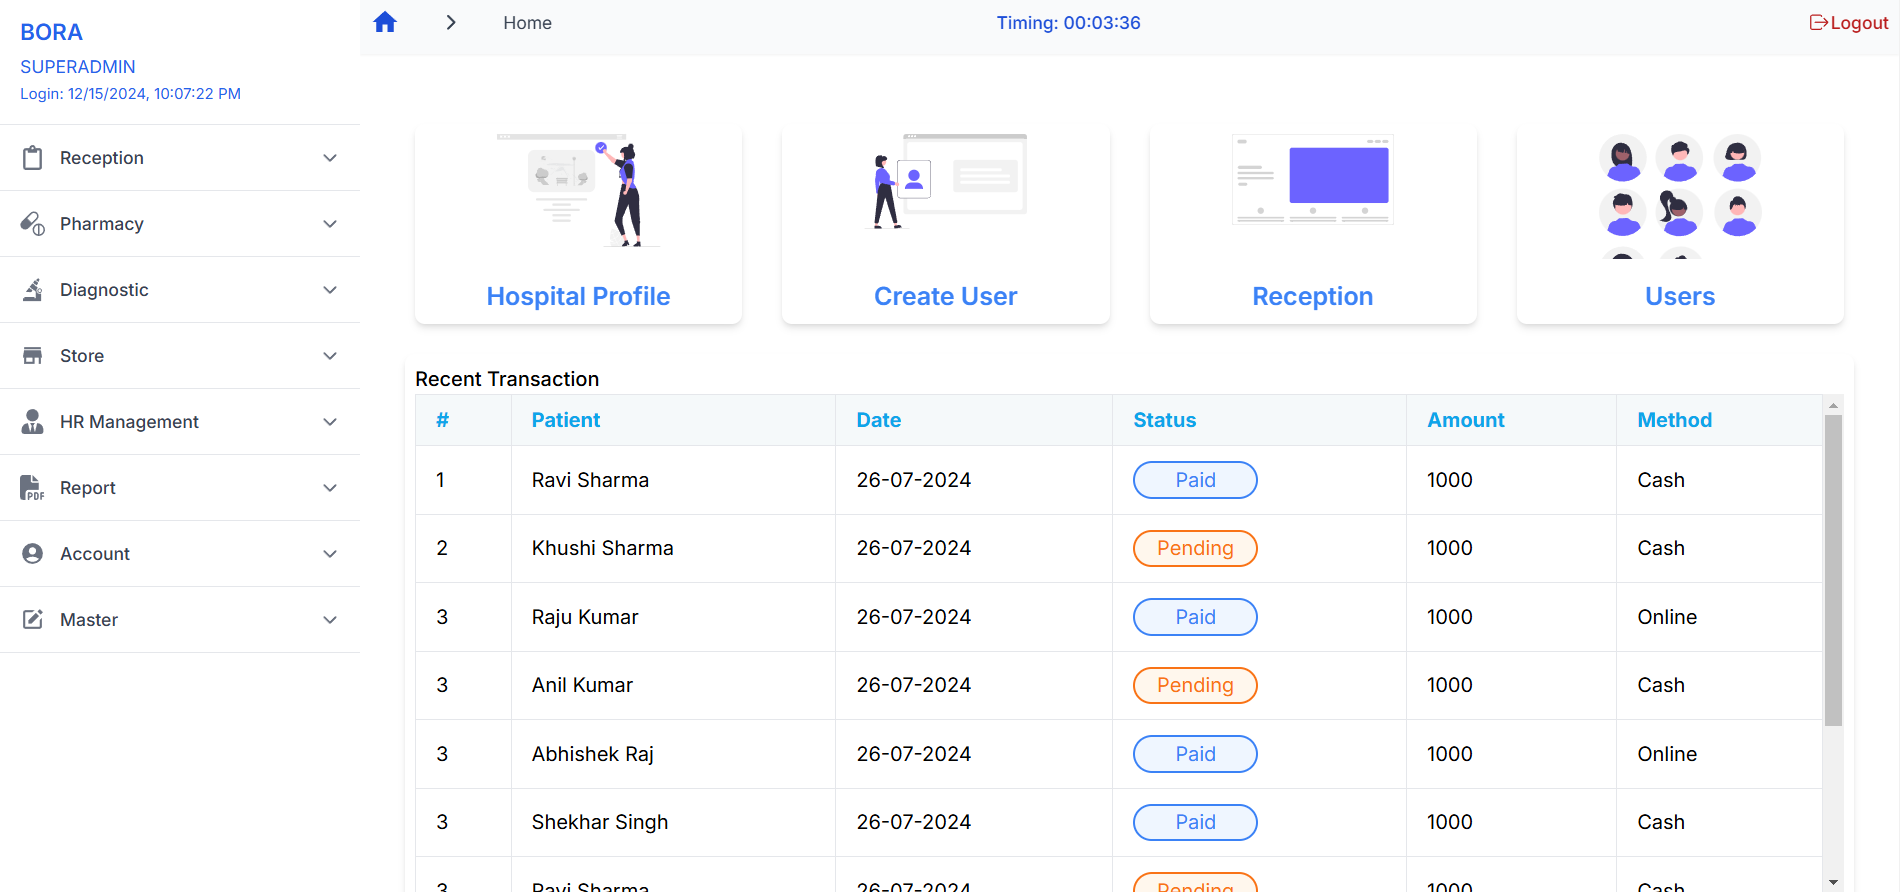 BORA
SUPERADMIN
Login: 12/15/2024, 10:07:22 PM
Reception
Pharmacy
Diagnostic
Store
HR Management
PDF Report
Account
Master
Home Timing: 00:03:36 Logout
Hospital Profile Create User Reception Users
Recent Transaction
# Patient Date Status Amount Method
1 Ravi Sharma 26-07-2024 Paid 1000 Cash
2 Khushi Sharma 26-07-2024 Pending 1000 Cash
3 Raju Kumar 26-07-2024 Paid 1000 Online
3 Anil Kumar 26-07-2024 Pending 1000 Cash
3 Abhishek Raj 26-07-2024 Paid 1000 Online
3 Shekhar Singh 26-07-2024 Paid 1000 Cash
3 Ravi Sharma 26-07-2024 Pending 1000 Cash